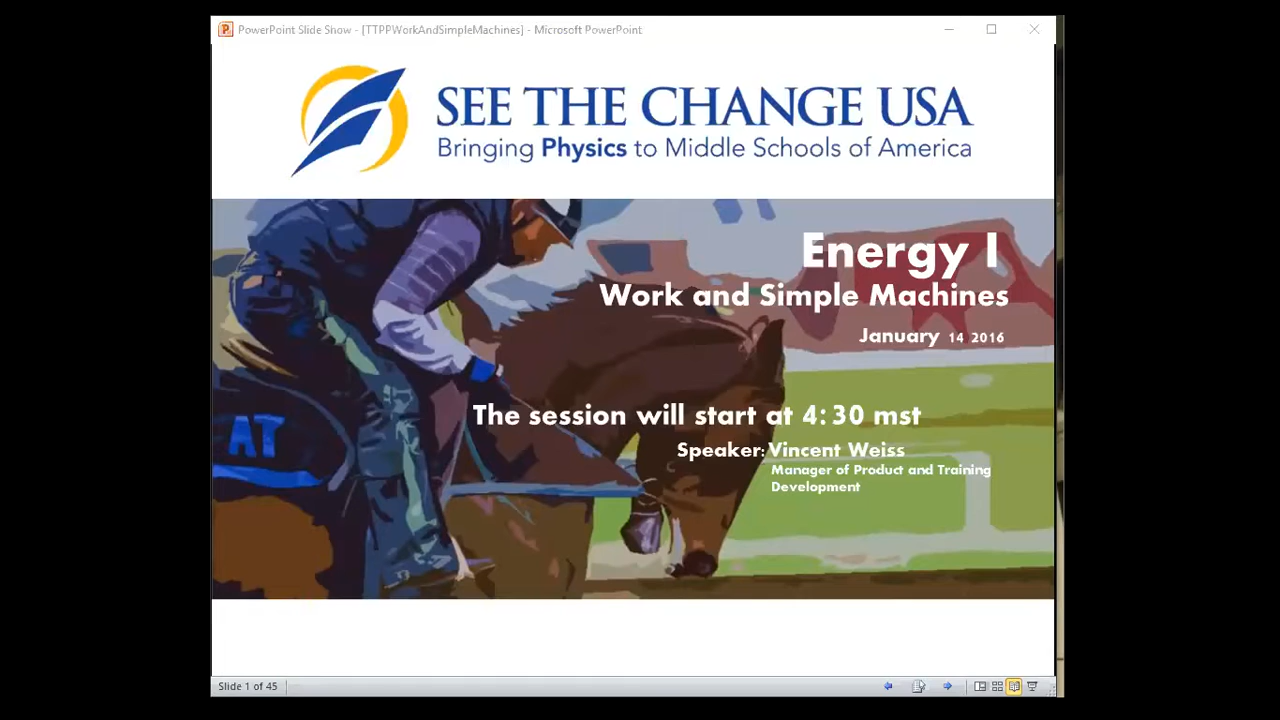 PowerPoint Slide Show - [TTPPWorkAndSimpleMachines] - Microsoft PowerPoint
SEE THE CHANGE USA
Bringing Physics to Middle Schools of America
Energy I
Work and Simple Machines
January 14 2016
The session will start at 4:30 mst
Speaker: Vincent Weiss
Manager of Product and Training
Development
AT
Slide 1 of 45